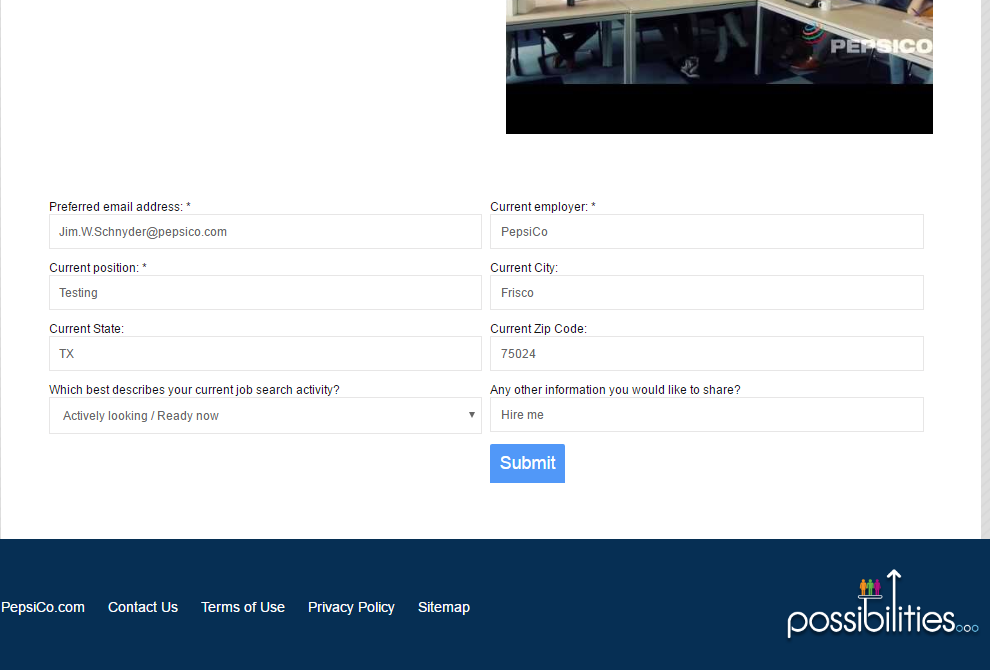 PEPSICO
Preferred email address: *
Current employer: *
Jim.W.Schnyder@pepsico.com
PepsiCo
Current position: *
Current City:
Testing
Frisco
Current State:
Current Zip Code:
TX
75024
Which best describes your current job search activity?
Any other information you would like to share?
Actively looking / Ready now
Hire me
Submit
PepsiCo.com
Contact Us
Terms of Use
Privacy Policy
Sitemap
possibilities...